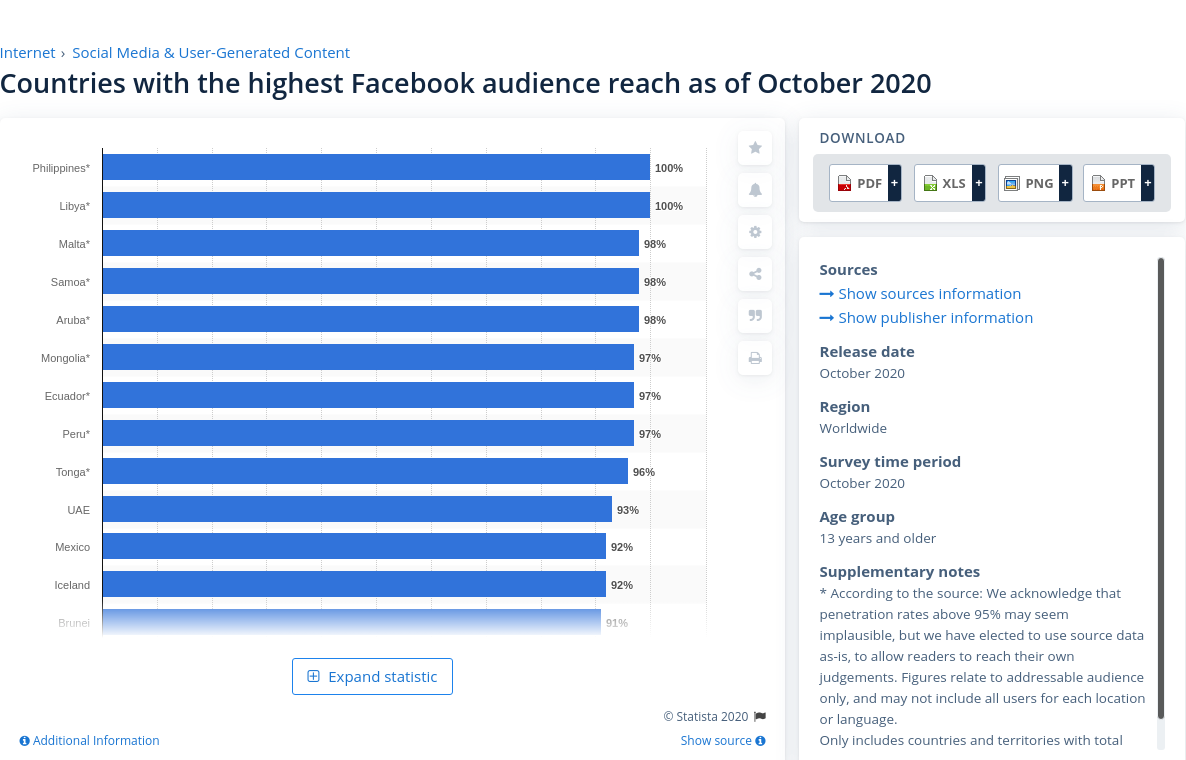 Internet › Social Media & User-Generated Content
Countries with the highest Facebook audience reach as of October 2020
Philippines* 100%
Libya* 100%
Malta* 98%
Samoa* 98%
Aruba* 98%
Mongolia* 97%
Ecuador* 97%
Peru* 97%
Tonga* 96%
UAE 93%
Mexico 92%
Iceland 92%
Brunei 91%
Expand statistic
© Statista 2020
Additional Information
Show source
DOWNLOAD
PDF + XLS + PNG + PPT +
Sources
Show sources information
Show publisher information
Release date
October 2020
Region
Worldwide
Survey time period
October 2020
Age group
13 years and older
Supplementary notes
* According to the source: We acknowledge that
penetration rates above 95% may seem
implausible, but we have elected to use source data
as-is, to allow readers to reach their own
judgements. Figures relate to addressable audience
only, and may not include all users for each location
or language.
Only includes countries and territories with total